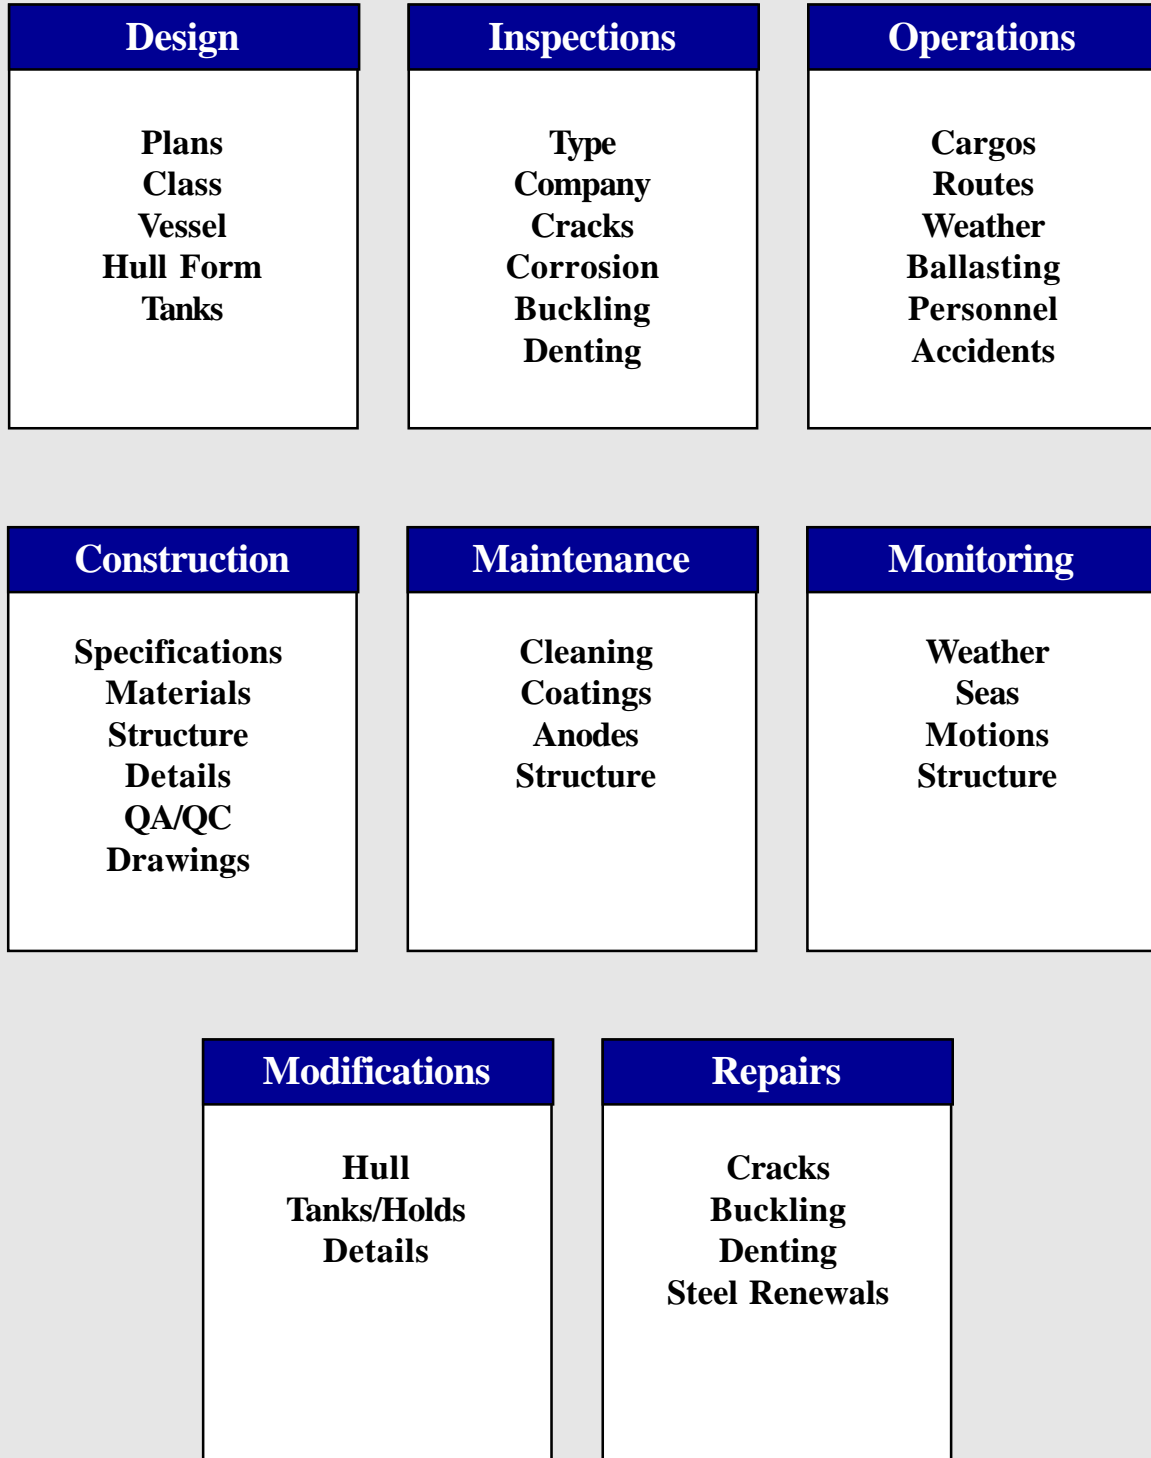 Design
Plans
Class
Vessel
Hull Form
Tanks
Inspections
Type
Company
Cracks
Corrosion
Buckling
Denting
Operations
Cargos
Routes
Weather
Ballasting
Personnel
Accidents
Construction
Specifications
Materials
Structure
Details
QA/QC
Drawings
Maintenance
Cleaning
Coatings
Anodes
Structure
Monitoring
Weather
Seas
Motions
Structure
Modifications
Hull
Tanks/Holds
Details
Repairs
Cracks
Buckling
Denting
Steel Renewals